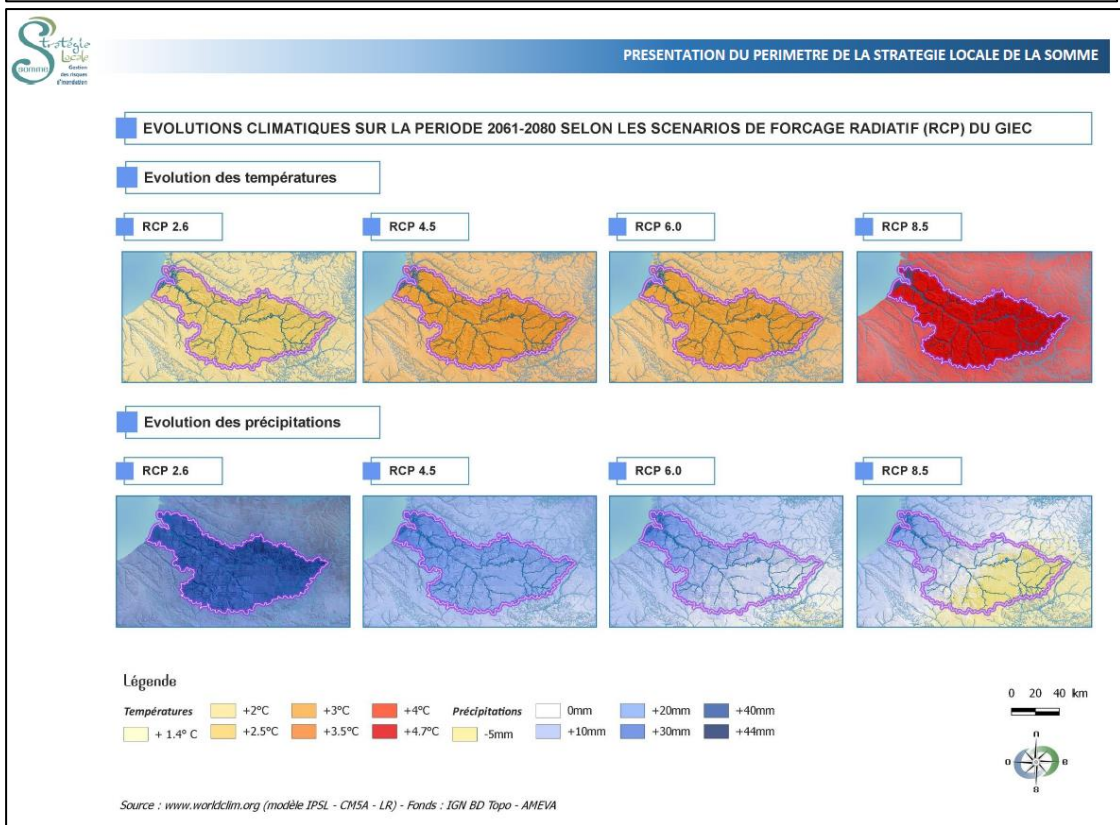 Stratégie
Locale
SOMME
Gestion
des risques
d'inondation
PRESENTATION DU PERIMETRE DE LA STRATEGIE LOCALE DE LA SOMME
EVOLUTIONS CLIMATIQUES SUR LA PERIODE 2061-2080 SELON LES SCENARIOS DE FORCAGE RADIATIF (RCP) DU GIEC
Evolution des températures
RCP 2.6 RCP 4.5 RCP 6.0 RCP 8.5
Evolution des précipitations
RCP 2.6 RCP 4.5 RCP 6.0 RCP 8.5
Légende
Températures +2°C +3°C +4°C Précipitations 0mm +20mm +40mm
+ 1.4° C +2.5°C +3.5°C +4.7°C -5mm +10mm +30mm +44mm
0 20 40 km
n
o e
s
Source : www.worldclim.org (modèle IPSL - CM5A - LR) - Fonds : IGN BD Topo - AMEVA